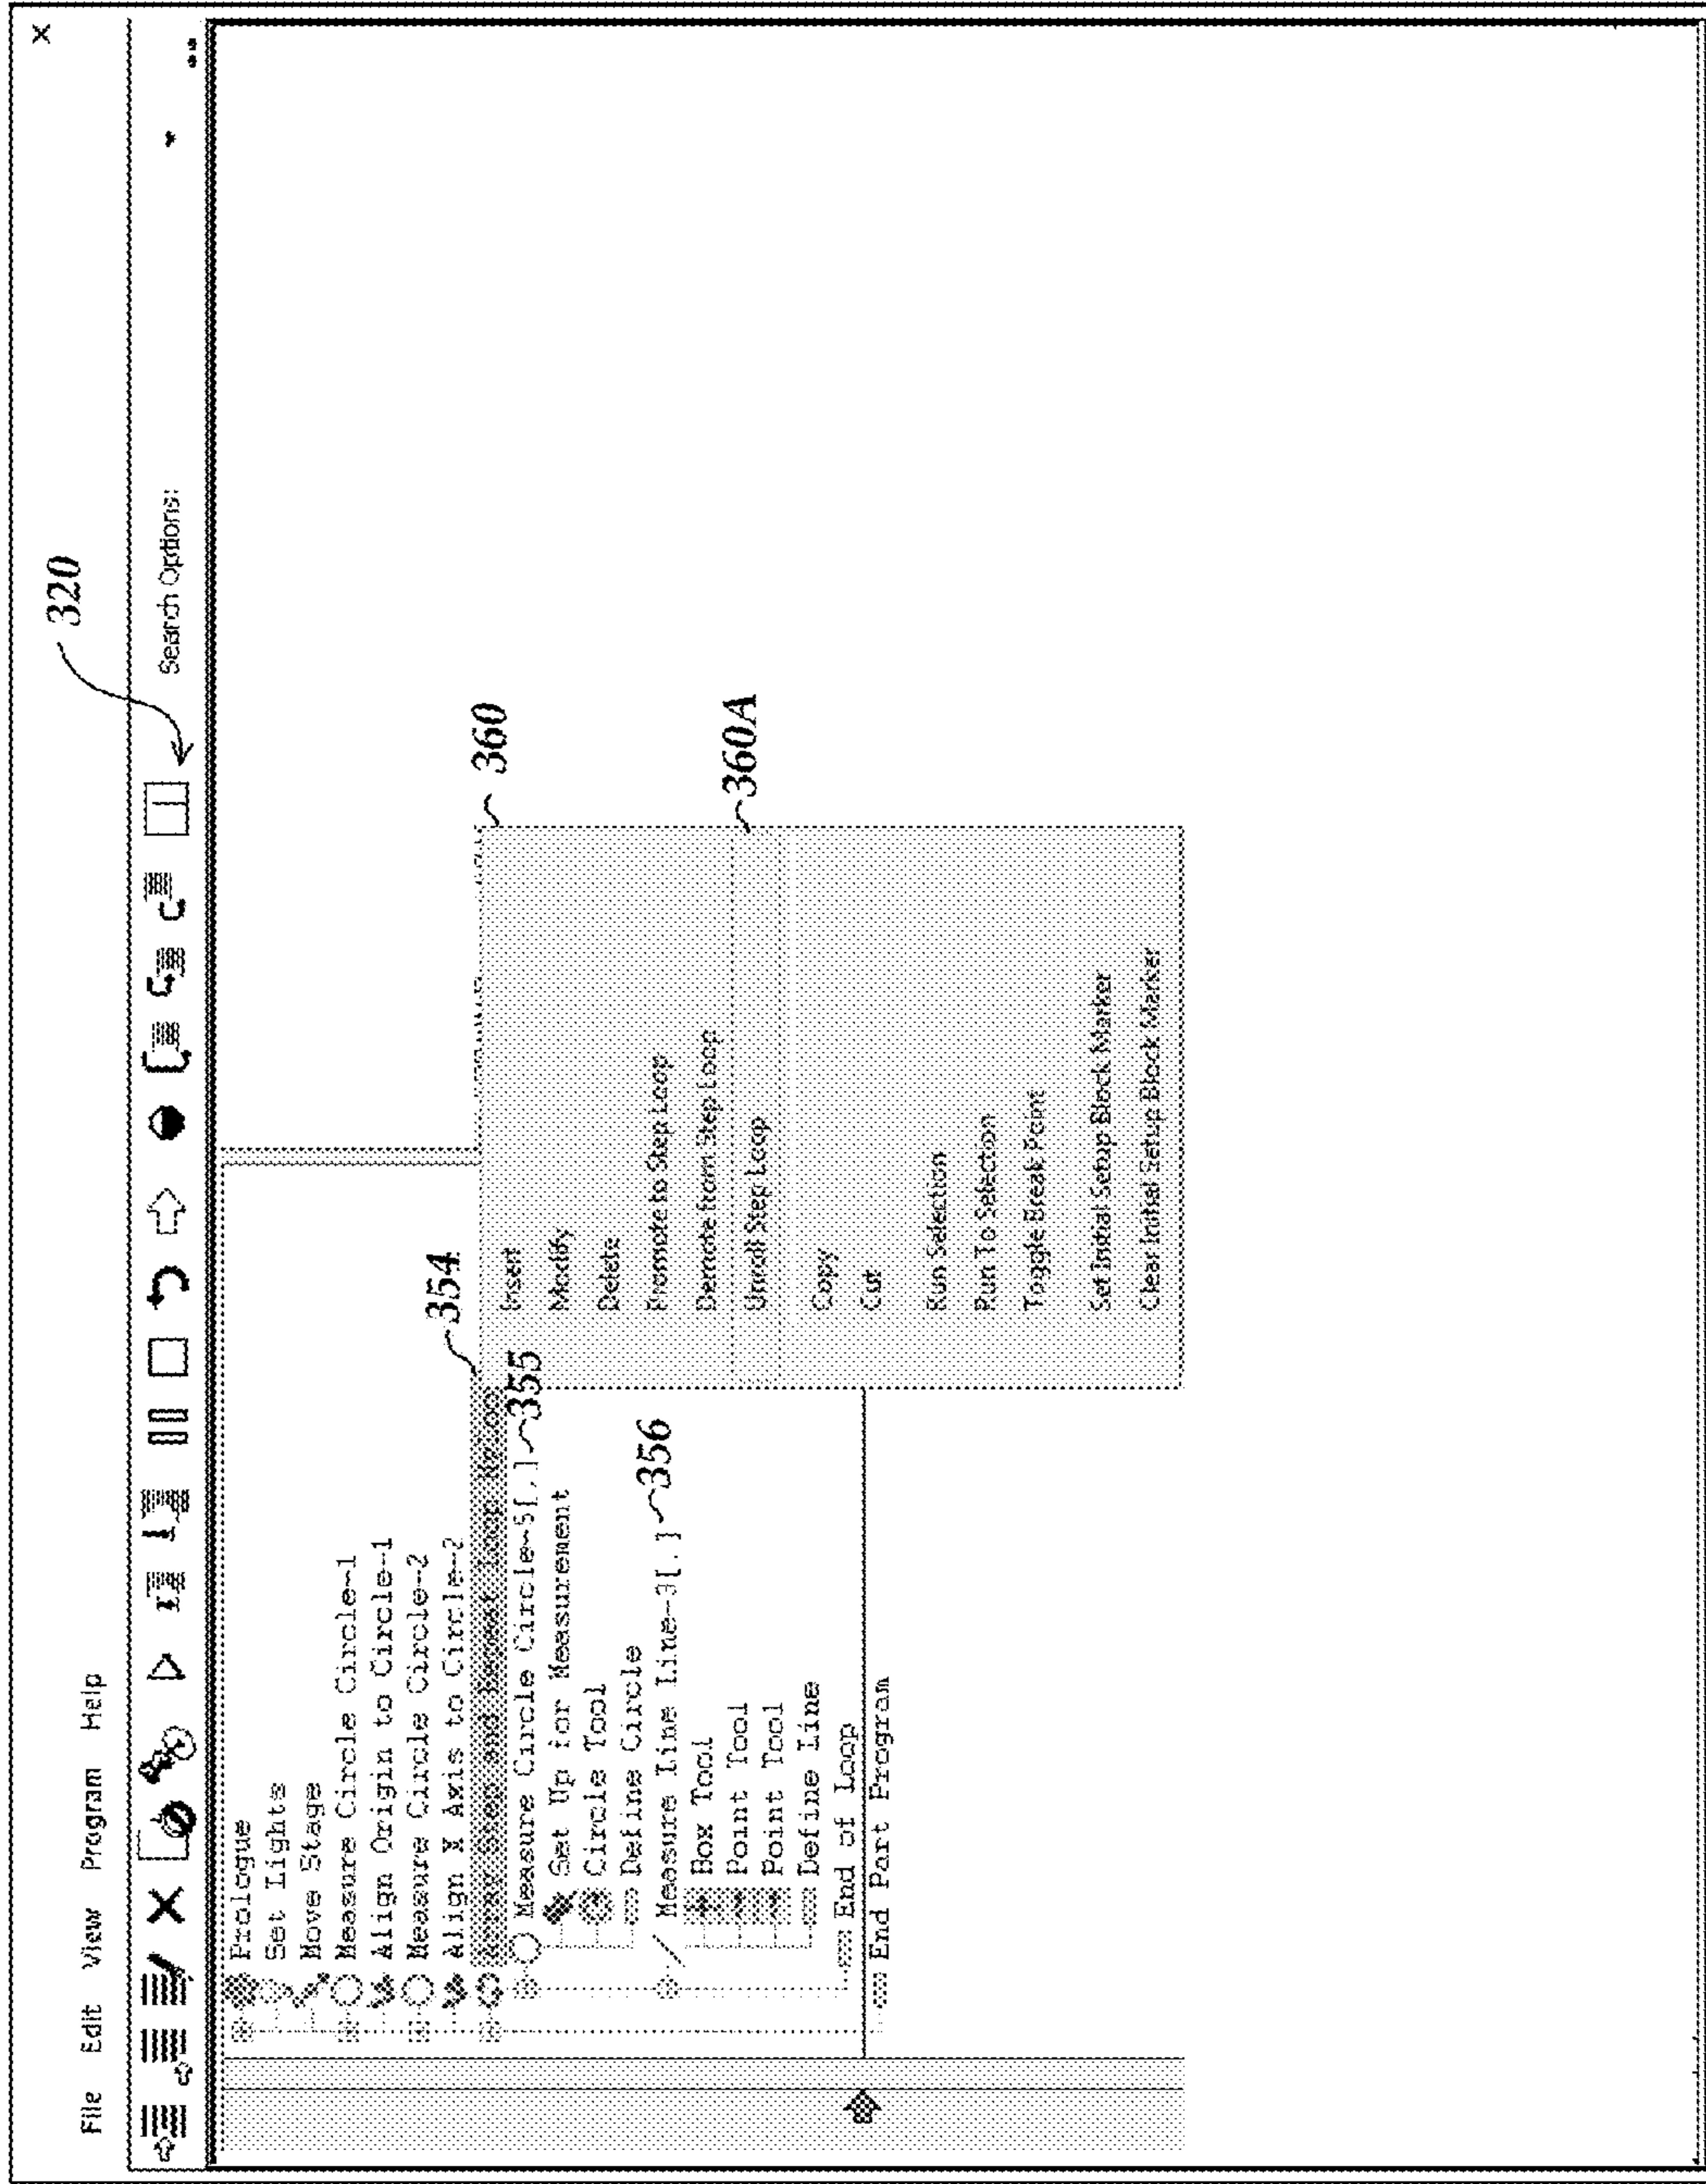 File Edit View Program Help
320
Search Options:
Prologue
Set Lights
Move Stage
Measure Circle Circle-1
Align Origin to Circle-1
Measure Circle Circle-2
Align X Axis to Circle-2
354
Step and Repeat Loop
360
Measure Circle Circle-5[,]
355
Set Up for Measurement
Circle Tool
Define Circle
Measure Line Line-3[,]
356
Box Tool
Point Tool
Point Tool
Define Line
End of Loop
End Part Program
Insert
Modify
Delete
Promote to Step Loop
Demote from Step Loop
Unroll Step Loop
360A
Copy
Cut
Run Selection
Run To Selection
Toggle Break Point
Set Initial Setup Block Marker
Clear Initial Setup Block Marker